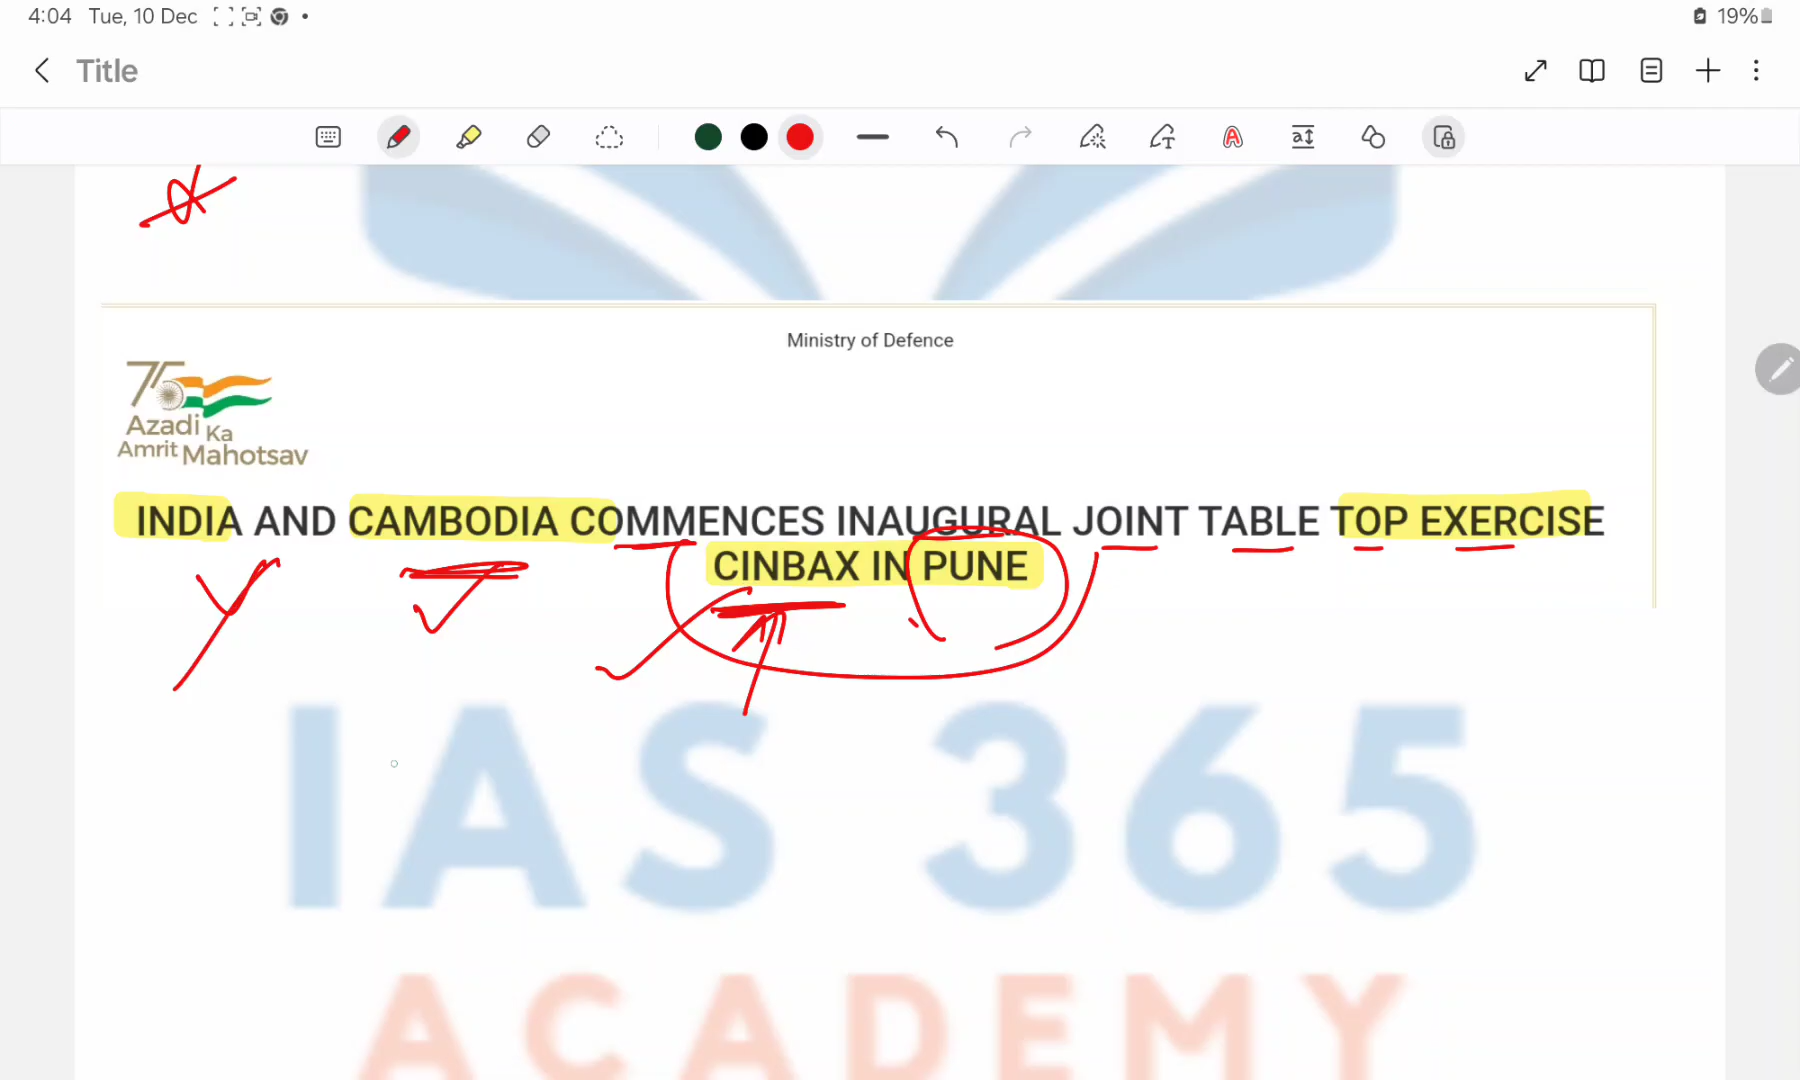 4:04 Tue, 10 Dec
19%
Title
Ministry of Defence
75
Azadi Ka
Amrit Mahotsav
INDIA AND CAMBODIA COMMENCES INAUGURAL JOINT TABLE TOP EXERCISE
CINBAX IN PUNE
IAS 365
ACADEMY